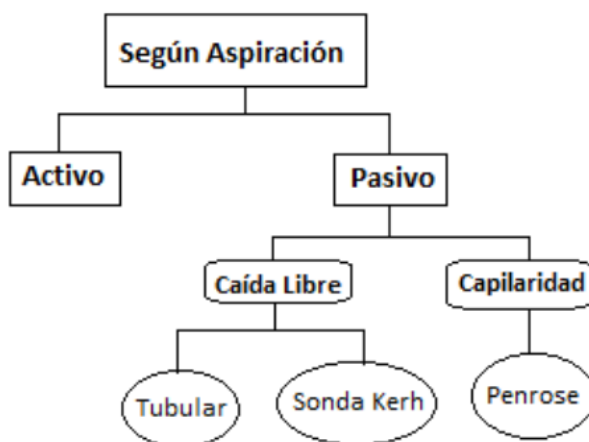 Según Aspiración
Activo
Pasivo
Caída Libre
Capilaridad
Tubular
Sonda Kerh
Penrose